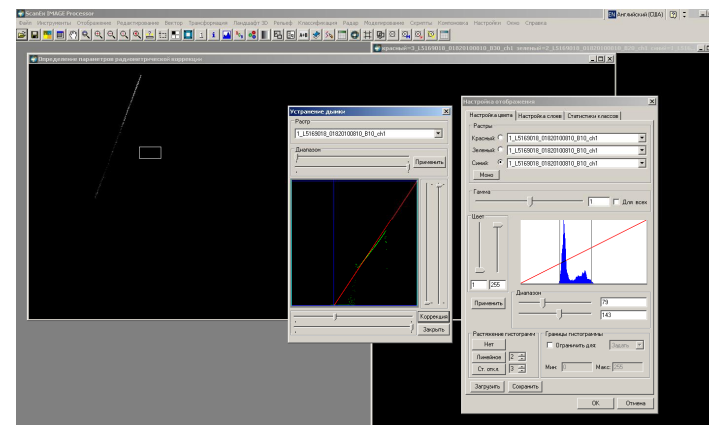 ScanEx IMAGE Processor
Файл Инструменты Отображение Редактирование Вектор Трансформация Ландшафт 3D Рельеф Классификация Радар Моделирование Скрипты Компоновка Настройки Окно Справка
EN Английский (США)
Определение параметров радиометрической коррекции
Устранение дымки
Растр
1_L5169018_01820100810_B10_ch1
Диапазон
Применить
Коррекция
Закрыть
Настройка отображения
Настройка цвета Настройка слоев Статистики классов
Растры
Красный: 1_L5169018_01820100810_B10_ch1
Зеленый: 1_L5169018_01820100810_B10_ch1
Синий: 1_L5169018_01820100810_B10_ch1
Моно
Гамма
1 Для всех
Цвет
1 255
Применить
Диапазон
79
143
Растяжение гистограмм
Нет
Линейное 2
Ст. откл. 3
Границы гистограммы
Ограничить для: Задать
Мин: 0 Макс: 255
Загрузить Сохранить
OK Отмена